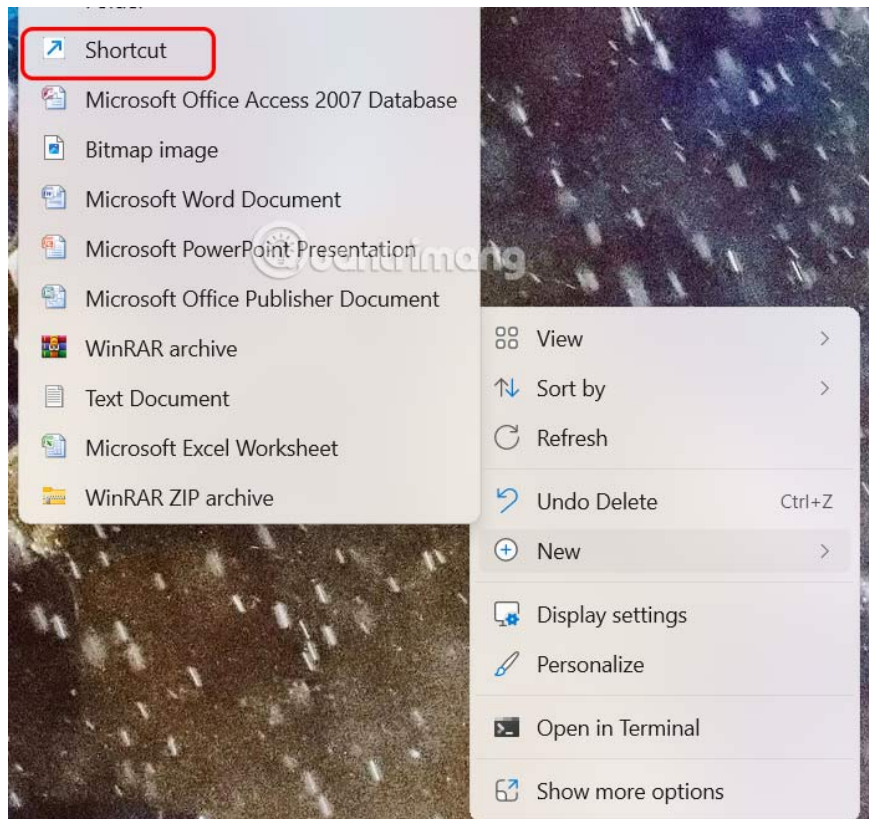 Shortcut
Microsoft Office Access 2007 Database
Bitmap image
Microsoft Word Document
Microsoft PowerPoint Presentation
Microsoft Office Publisher Document
WinRAR archive
Text Document
Microsoft Excel Worksheet
WinRAR ZIP archive
uantrimang
View
Sort by
Refresh
Undo Delete Ctrl+Z
New
Display settings
Personalize
Open in Terminal
Show more options